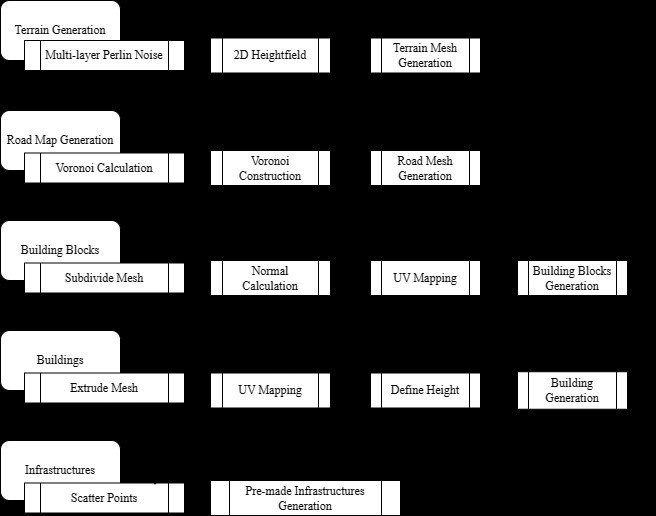 Terrain Generation
Multi-layer Perlin Noise
2D Heightfield
Terrain Mesh
Generation
Road Map Generation
Voronoi Calculation
Voronoi
Construction
Road Mesh
Generation
Building Blocks
Subdivide Mesh
Normal
Calculation
UV Mapping
Building Blocks
Generation
Buildings
Extrude Mesh
UV Mapping
Define Height
Building
Generation
Infrastructures
Scatter Points
Pre-made Infrastructures
Generation